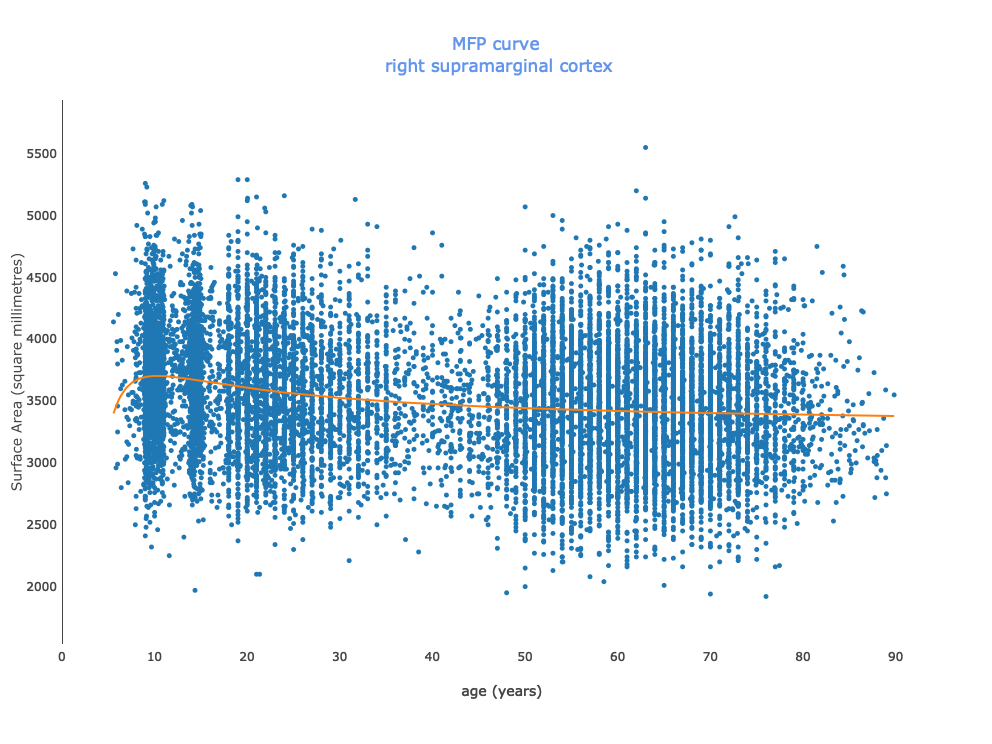 MFP curve
right supramarginal cortex
Surface Area (square millimetres)
5500
5000
4500
4000
3500
3000
2500
2000
0 10 20 30 40 50 60 70 80 90
age (years)